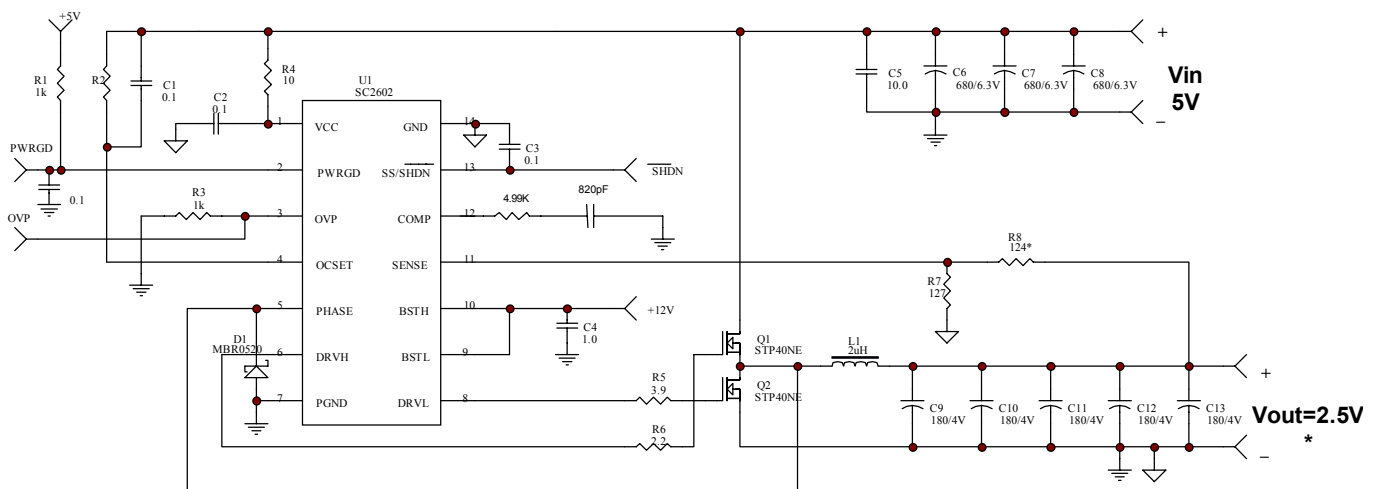 +5V
R1
1k
R2
C1
0.1
R4
10
C2
0.1
U1
SC2602
1
VCC
GND
14
C3
0.1
PWRGD
0.1
2
PWRGD
SS/SHDN
13
SHDN
R3
1k
OVP
3
OVP
COMP
12
4.99K
820pF
4
OCSET
SENSE
11
R7
127
R8
124*
5
PHASE
BSTH
10
+12V
C4
1.0
D1
MBR0520
6
DRVH
BSTL
9
7
PGND
DRVL
8
R5
3.9
R6
2.2
Q1
STP40NE
Q2
STP40NE
L1
2uH
C5
10.0
C6
680/6.3V
C7
680/6.3V
C8
680/6.3V
+
Vin
5V
_
C9
180/4V
C10
180/4V
C11
180/4V
C12
180/4V
C13
180/4V
+
Vout=2.5V
*
_